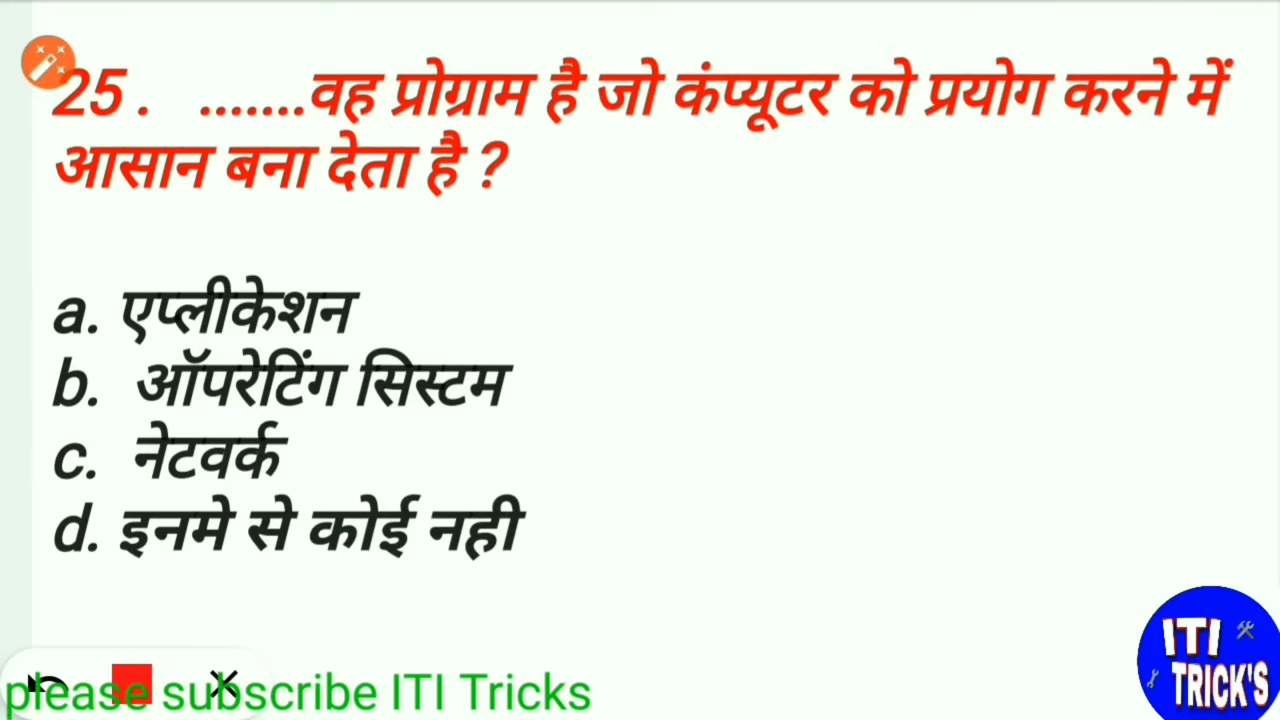 25 . .......वह प्रोग्राम है जो कंप्यूटर को प्रयोग करने में
आसान बना देता है ?
a. एप्लीकेशन
b. ऑपरेटिंग सिस्टम
c. नेटवर्क
d. इनमे से कोई नही
ITI
TRICK'S
please subscribe ITI Tricks